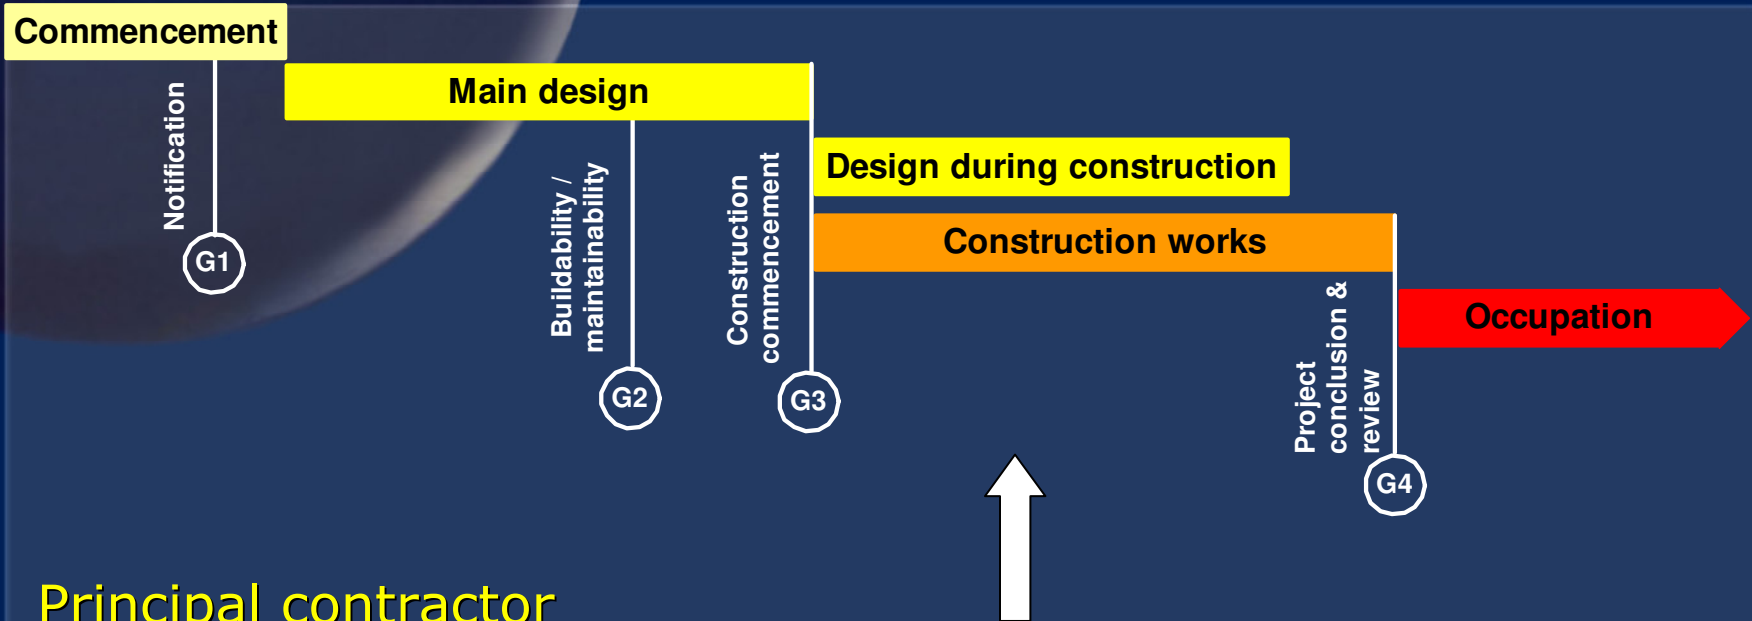 Commencement
Notification
G1
Main design
Buildability /
maintainability
G2
Construction
commencement
G3
Design during construction
Construction works
Project
conclusion &
review
G4
Occupation
Principal contractor